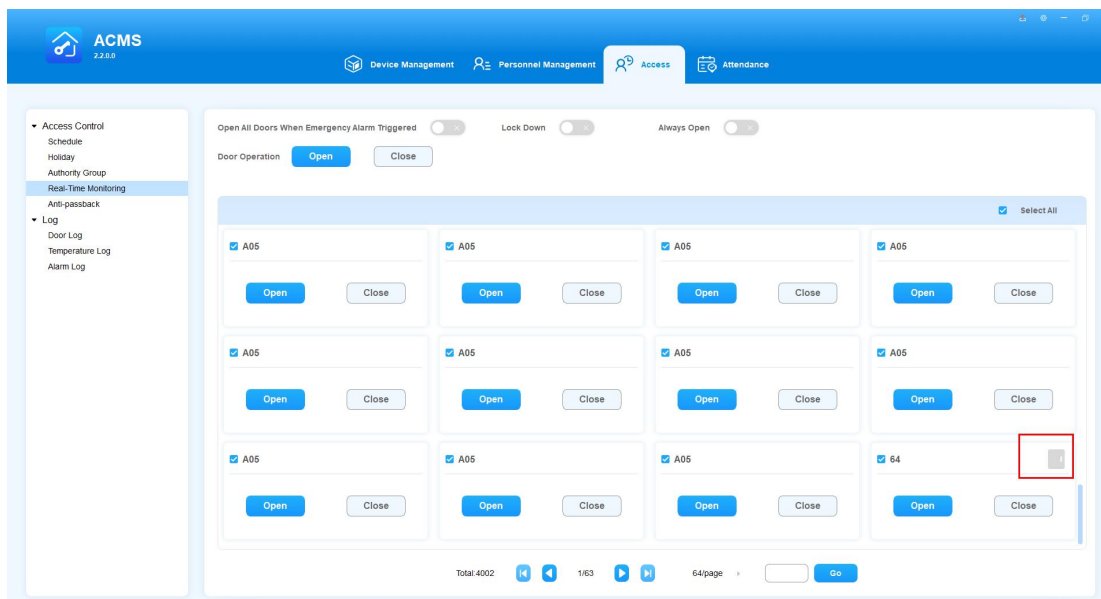 ACMS
2.2.0.0
Device Management
Personnel Management
Access
Attendance
Access Control
Schedule
Holiday
Authority Group
Real-Time Monitoring
Anti-passback
Log
Door Log
Temperature Log
Alarm Log
Open All Doors When Emergency Alarm Triggered
Lock Down
Always Open
Door Operation Open Close
Select All
A05 A05 A05 A05
Open Close Open Close Open Close Open Close
A05 A05 A05 A05
Open Close Open Close Open Close Open Close
A05 A05 A05 64
Open Close Open Close Open Close Open Close
Total:4002 1/63 64/page Go